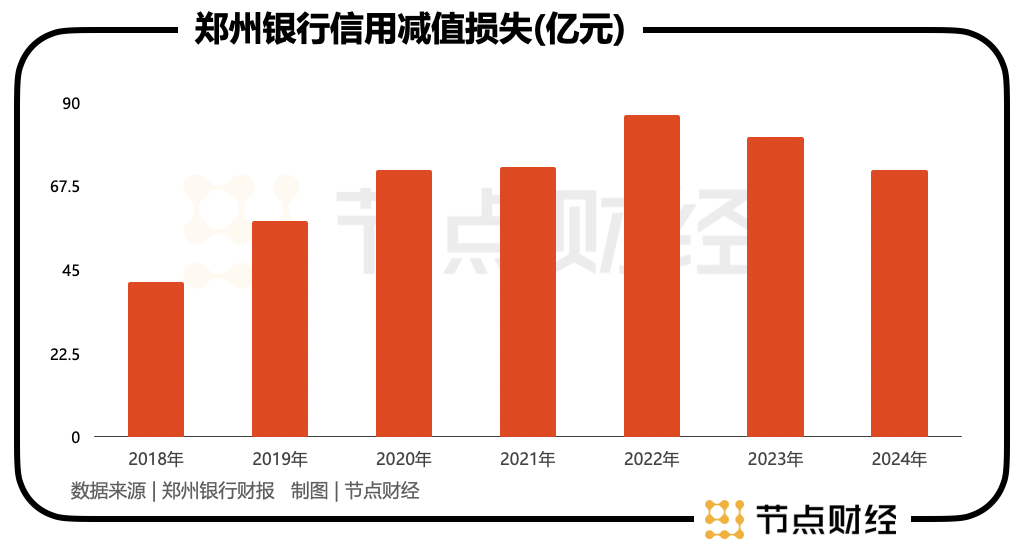 郑州银行信用减值损失(亿元)
90
67.5
45
22.5
0
节点财经
2018年 2019年 2020年 2021年 2022年 2023年 2024年
数据来源 | 郑州银行财报 制图 | 节点财经
节点财经